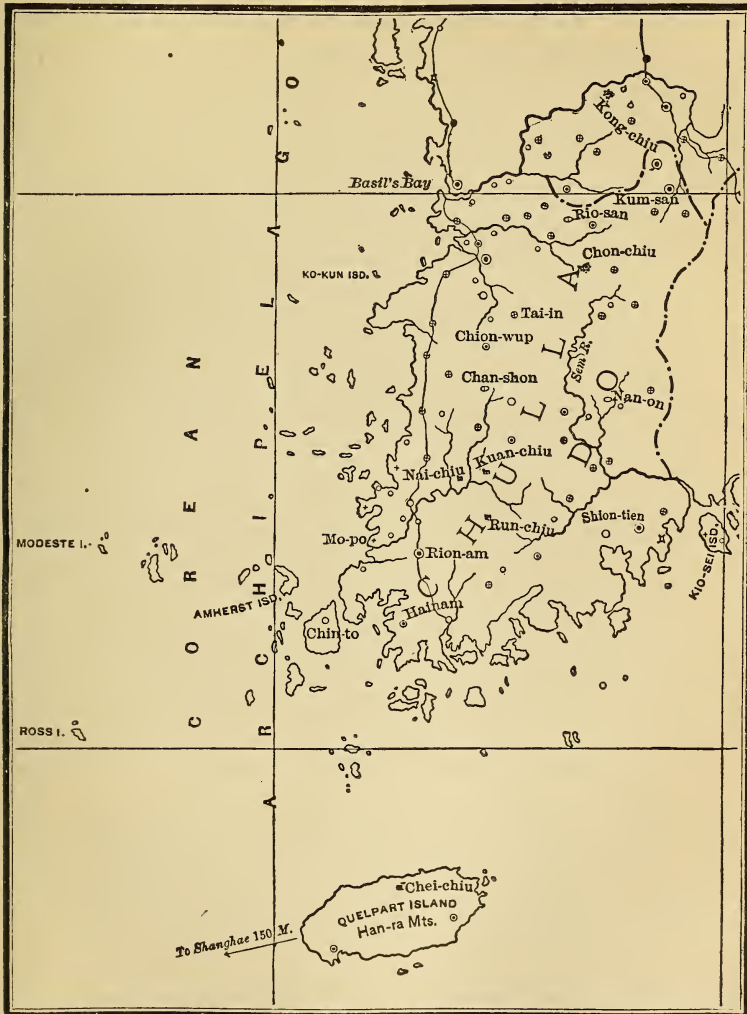 Kong-chiu
Basil's Bay
Kum-san
Rio-san
Chon-chiu
KO-KUN ISD.
Tai-in
Chion-wup
Sem R.
Chan-shon
Nan-on
Nai-chiu
Kuan-chiu
Run-chiu
Shion-tien
MODESTE I.
Mo-po
Rion-am
KIO-SEI ISD.
AMHERST ISD.
Hainam
Chin-to
CHULLA DO
COREAN
ARCHIPELAGO
ROSS I.
Chei-chiu
QUELPART ISLAND
Han-ra Mts.
To Shanghae 150 M.